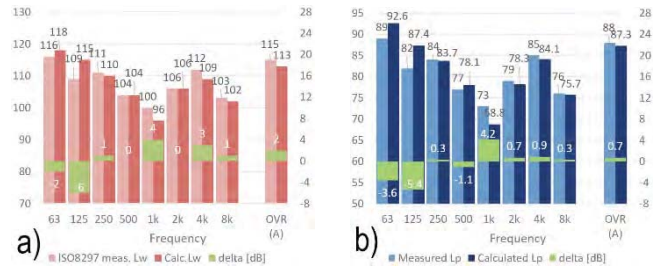 130 28
120 24
110 20
100 16
90 12
80 8
70 4
0
-4
-8
116 118 109 115 111 110 104 104 100 96 106 106 112 109 103 102 115 113
-2 6 1 0 4 0 3 1 2
63 125 250 500 1k 2k 4k 8k OVR
(A)
Frequency
a)
ISO8297 meas. Lw Calc.Lw delta [dB]
95 28
90 24
85 20
80 16
75 12
70 8
65 4
60 0
55 -4
50 -8
89 92.6 82 87.4 84 83.7 77 78.1 73 68.8 79 78.3 85 84.1 76 75.7 88 87.3
-3.6 -5.4 0.3 -1.1 4.2 0.7 0.9 0.3 0.7
63 125 250 500 1k 2k 4k 8k OVR
(A)
Frequency
b)
Measured Lp Calculated Lp delta [dB]